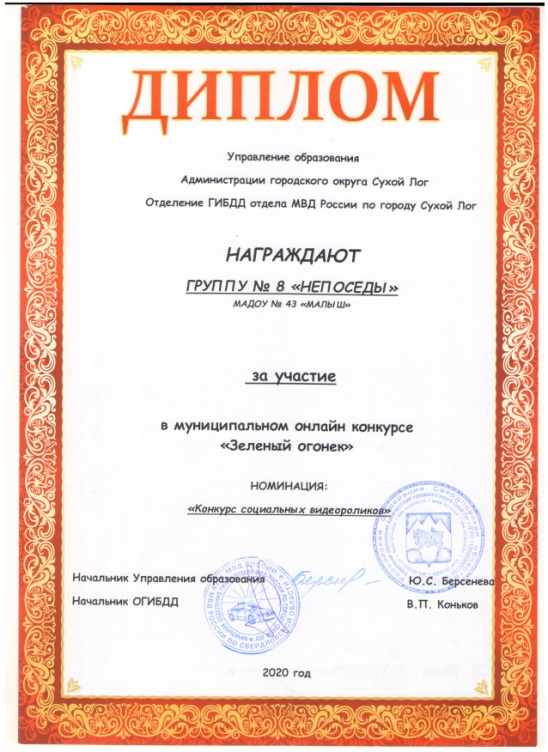 ДИПЛОМ
Управление образования
Администрации городского округа Сухой Лог
Отделение ГИБДД отдела МВД России по городу Сухой Лог
НАГРАЖДАЮТ
ГРУППУ № 8 «НЕПОСЕДЫ»
МАДОУ № 43 «МАЛЫШ»
за участие
в муниципальном онлайн конкурсе
«Зеленый огонек»
НОМИНАЦИЯ:
«Конкурс социальных видеороликов»
Начальник Управления образования Ю.С. Берсенева
Начальник ОГИБДД В.П. Коньков
2020 год